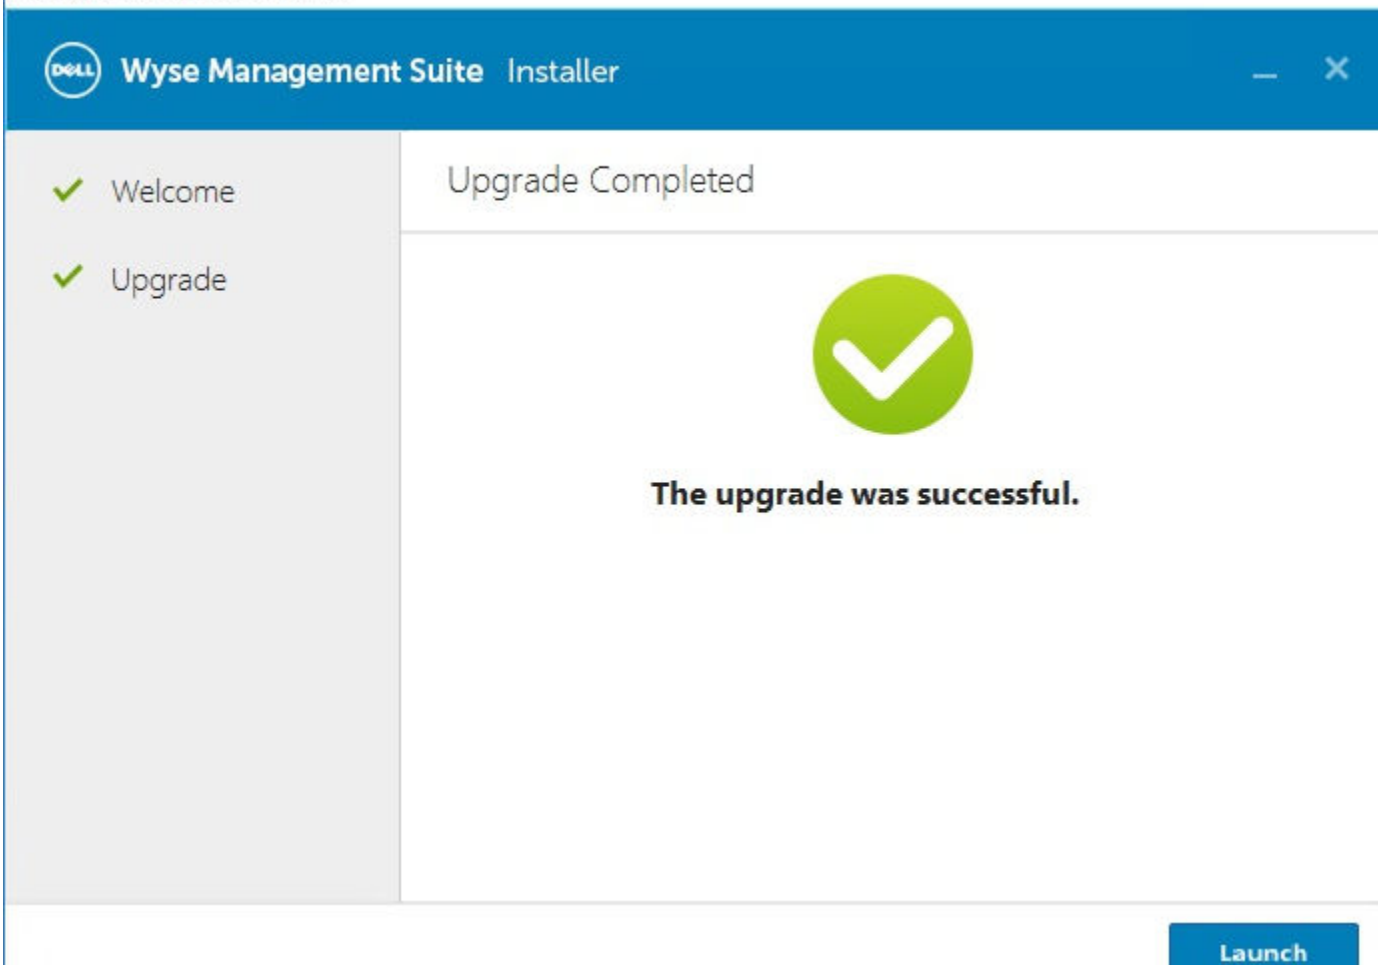 DELL Wyse Management Suite Installer
Welcome
Upgrade
Upgrade Completed
The upgrade was successful.
Launch